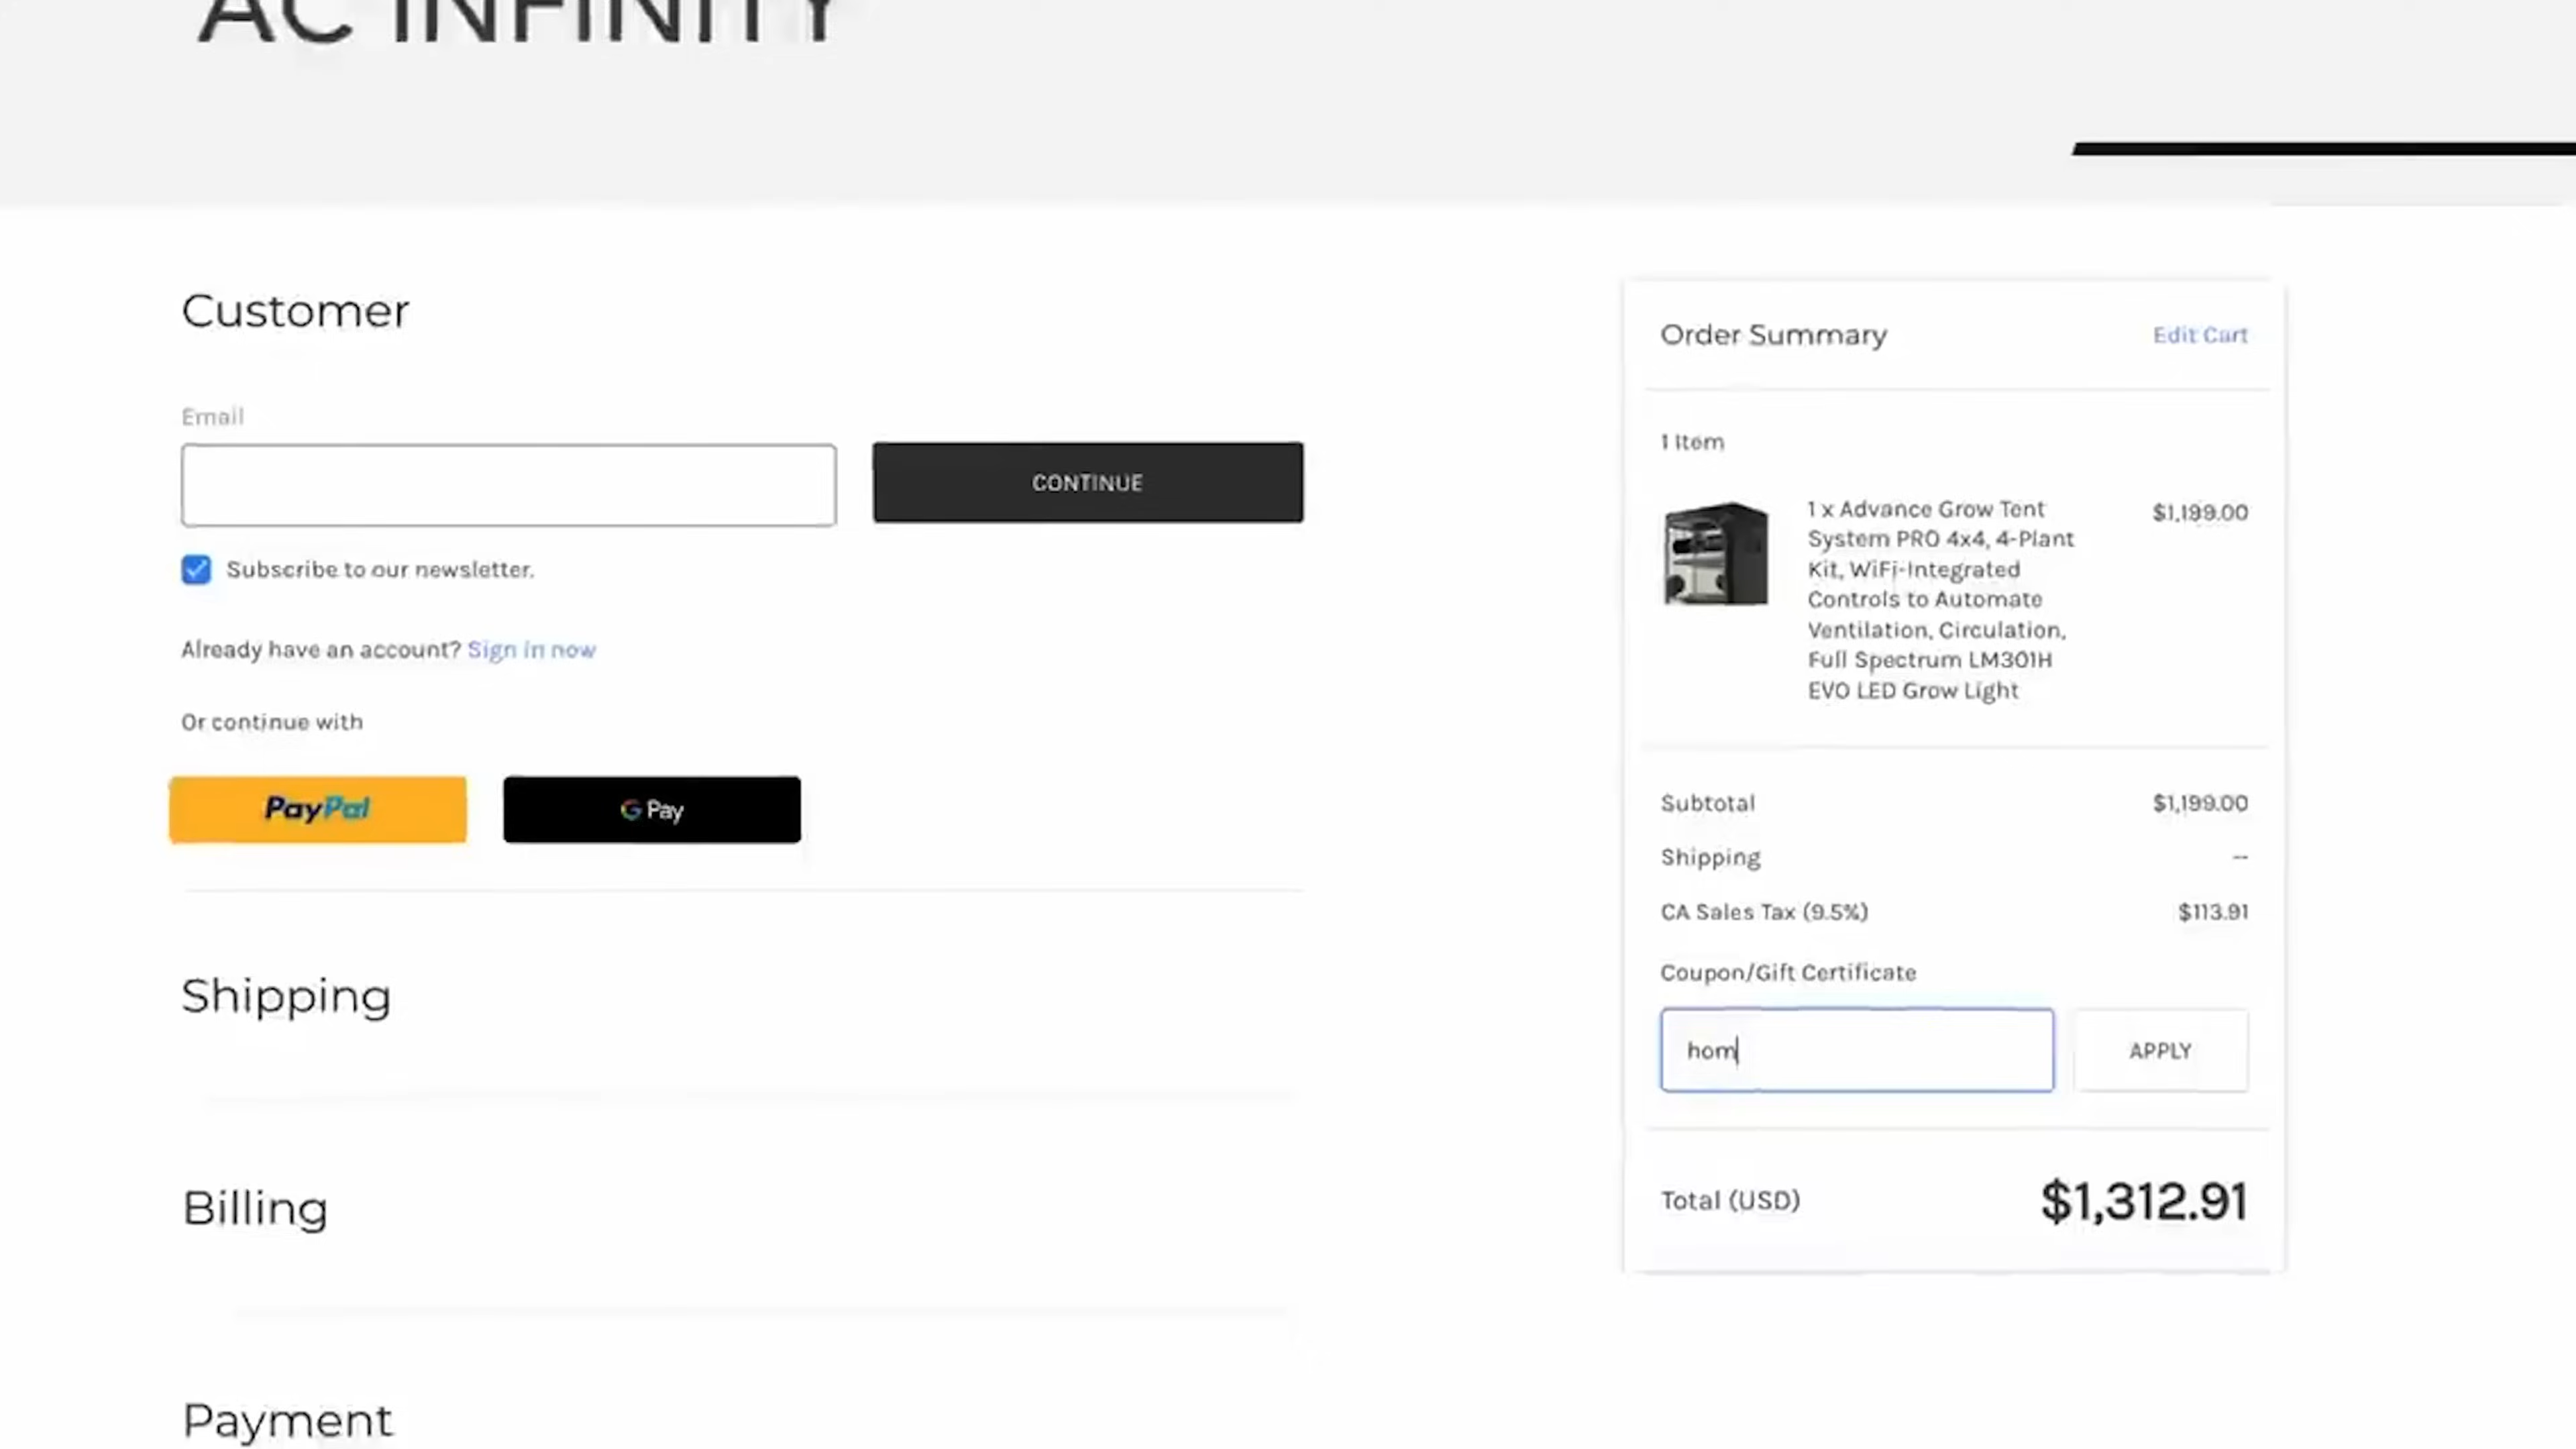 AC INFINITY
Customer
Email
CONTINUE
Subscribe to our newsletter.
Already have an account? Sign in now
Or continue with
PayPal
G Pay
Shipping
Billing
Payment
Order Summary
Edit Cart
1 Item
1 x Advance Grow Tent
System PRO 4x4, 4-Plant
Kit, WiFi-Integrated
Controls to Automate
Ventilation, Circulation,
Full Spectrum LM301H
EVO LED Grow Light
$1,199.00
Subtotal $1,199.00
Shipping --
CA Sales Tax (9.5%) $113.91
Coupon/Gift Certificate
hom
APPLY
Total (USD) $1,312.91